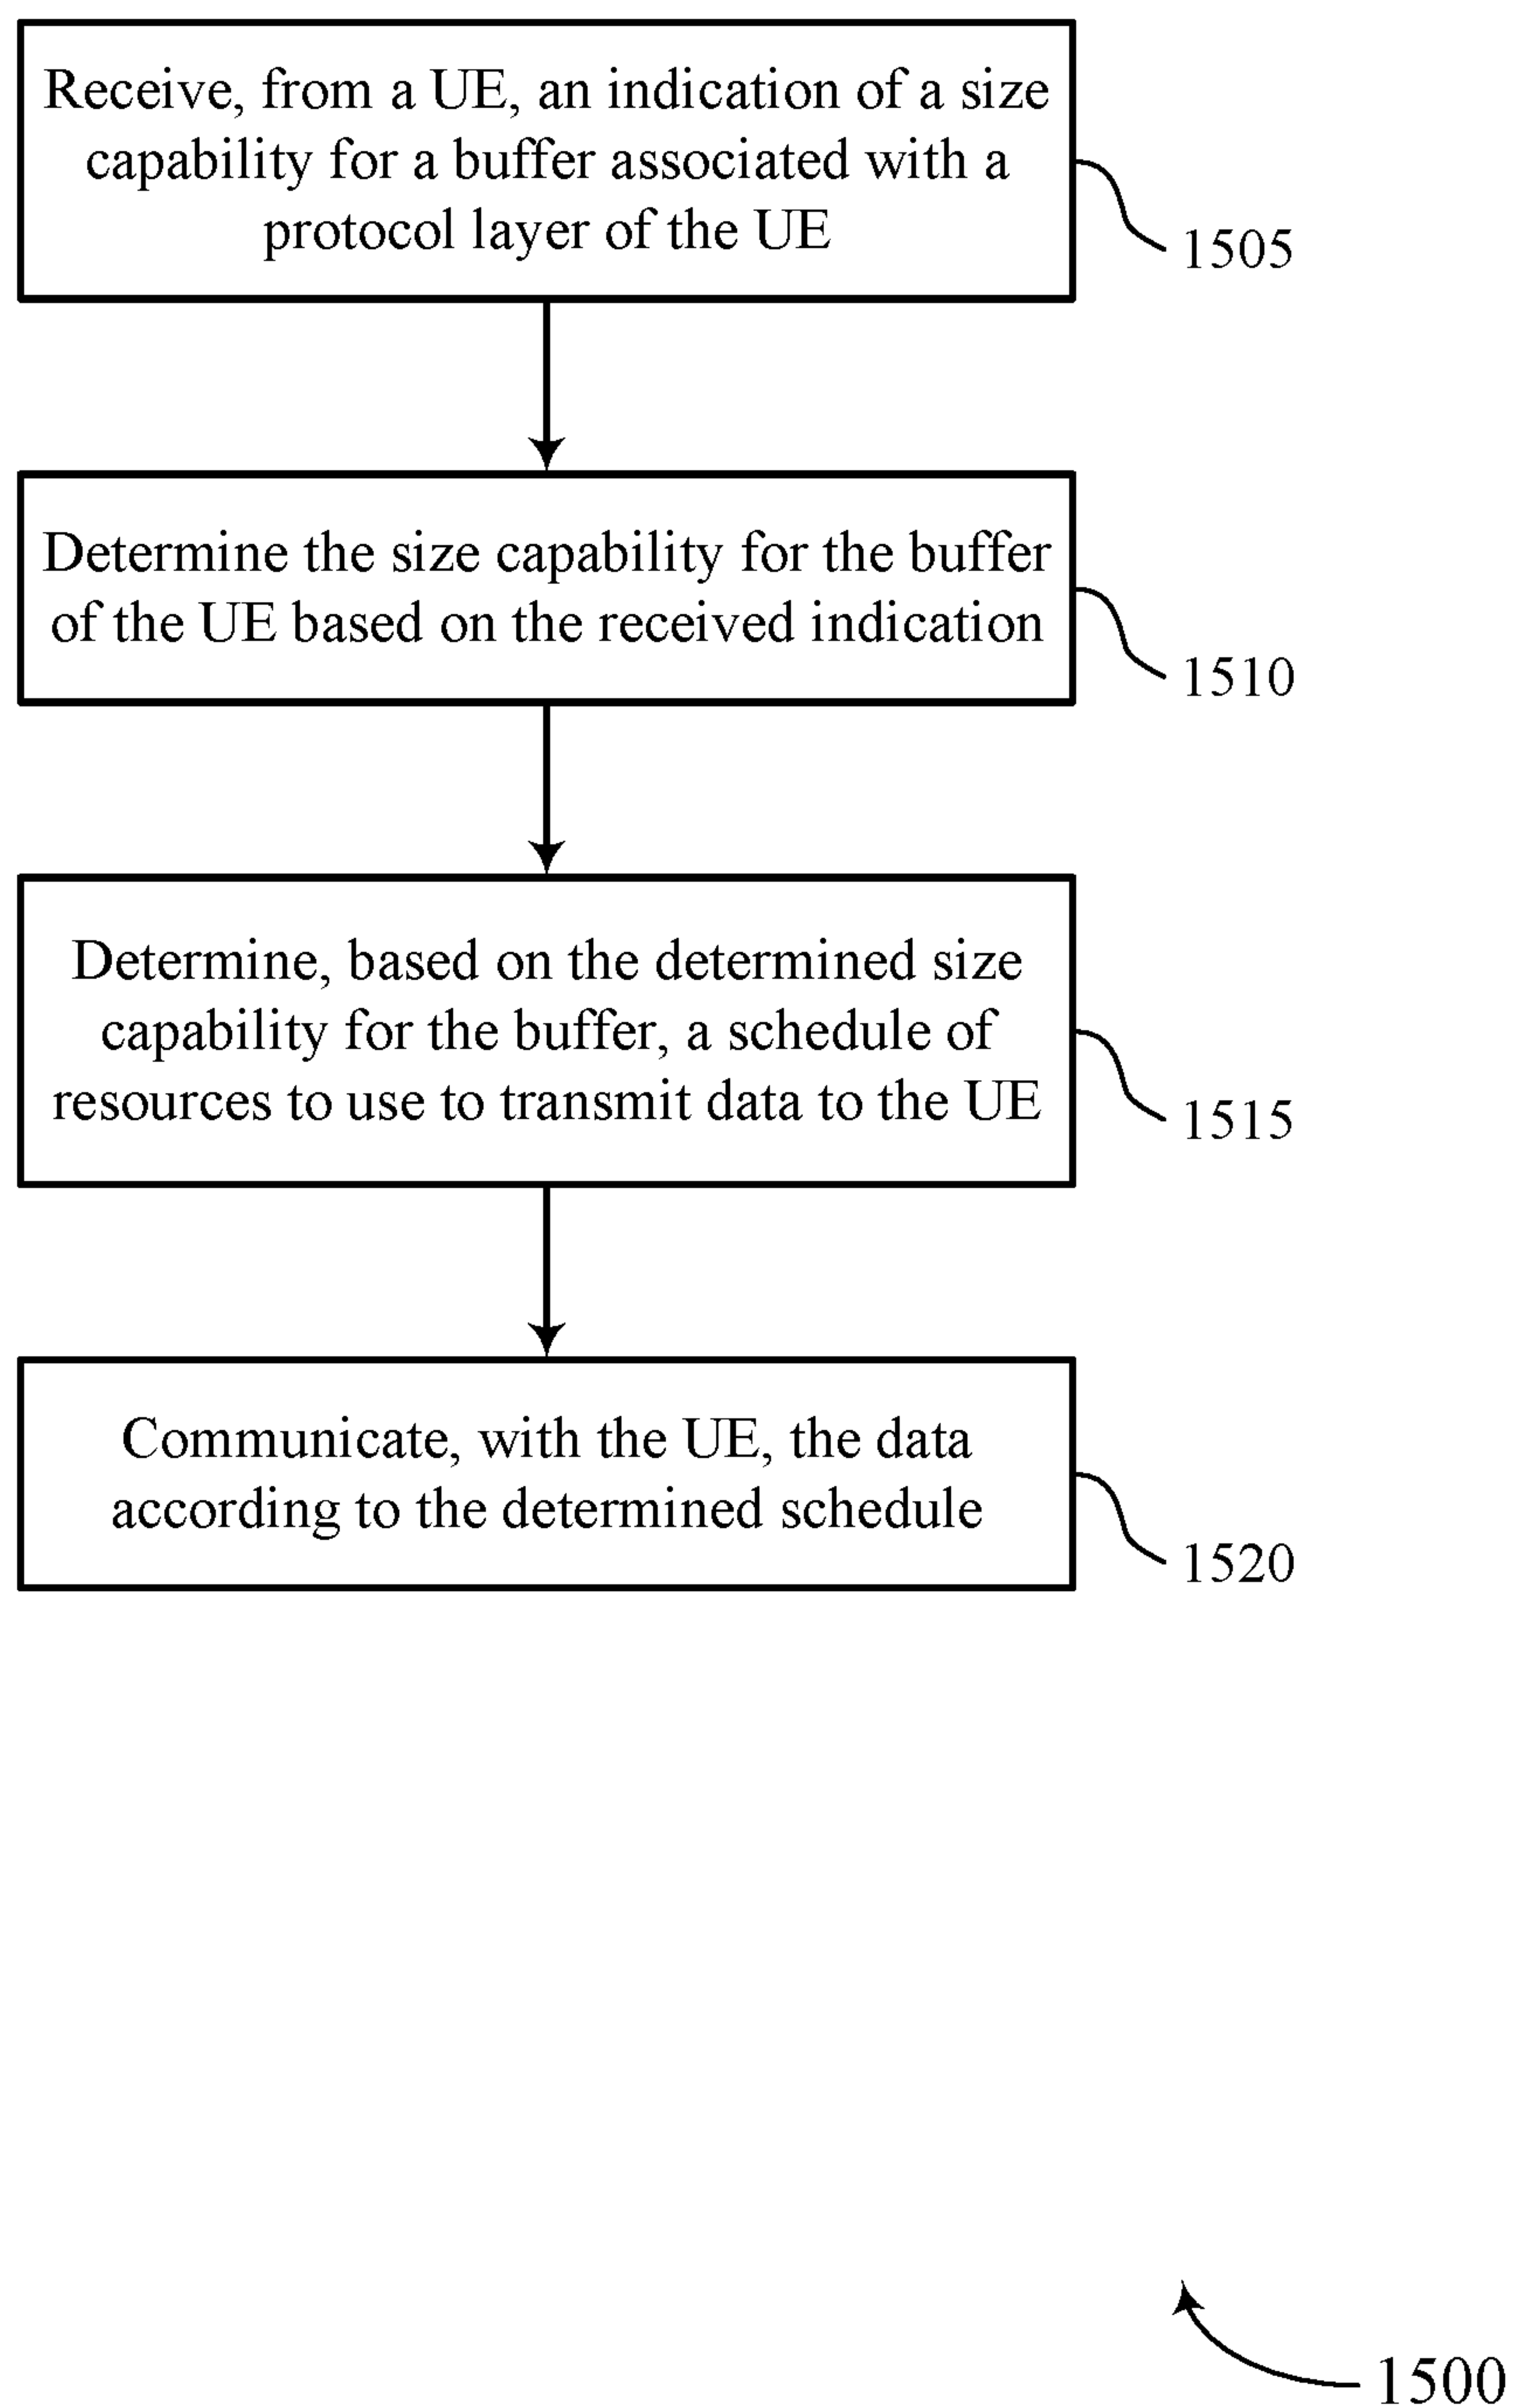 Receive, from a UE, an indication of a size
capability for a buffer associated with a
protocol layer of the UE
1505
Determine the size capability for the buffer
of the UE based on the received indication
1510
Determine, based on the determined size
capability for the buffer, a schedule of
resources to use to transmit data to the UE
1515
Communicate, with the UE, the data
according to the determined schedule
1520
1500